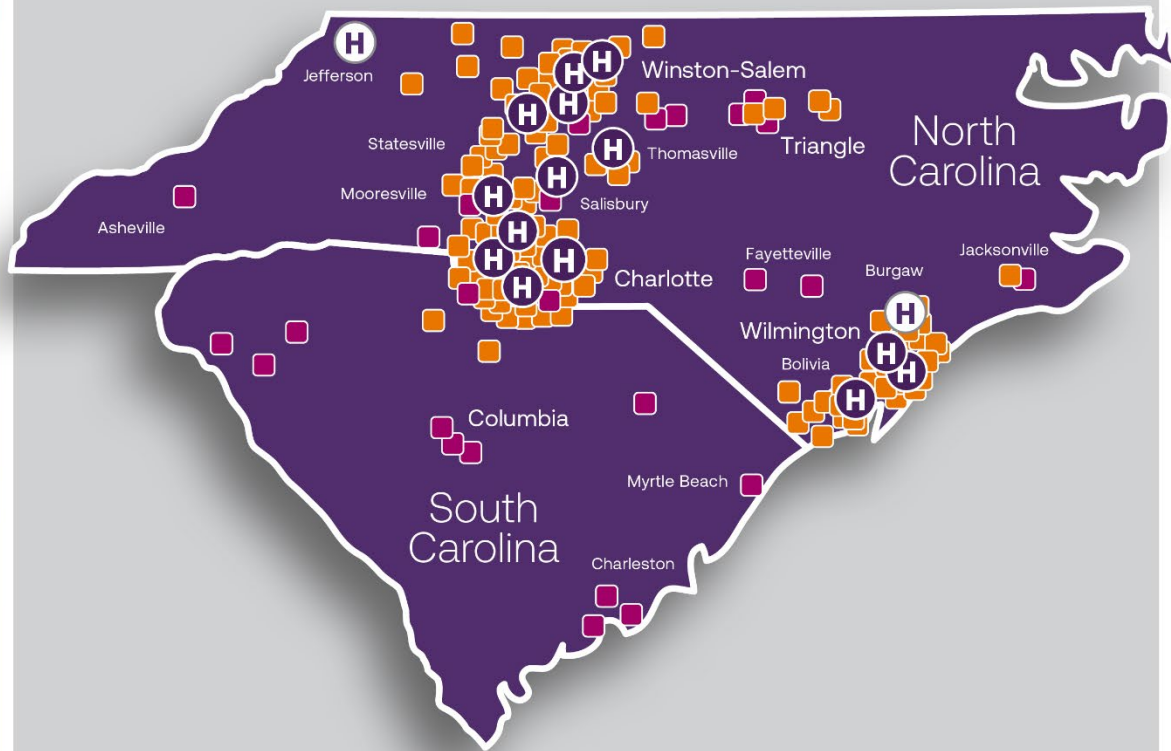 H
Jefferson
H
H
Winston-Salem
H
H
Statesville
H
Thomasville
Triangle
North
Carolina
Mooresville
H
H
Salisbury
Asheville
H
H
H
Charlotte
H
Fayetteville
Jacksonville
Burgaw
H
Wilmington
H
H
Bolivia
H
Columbia
Myrtle Beach
South
Carolina
Charleston